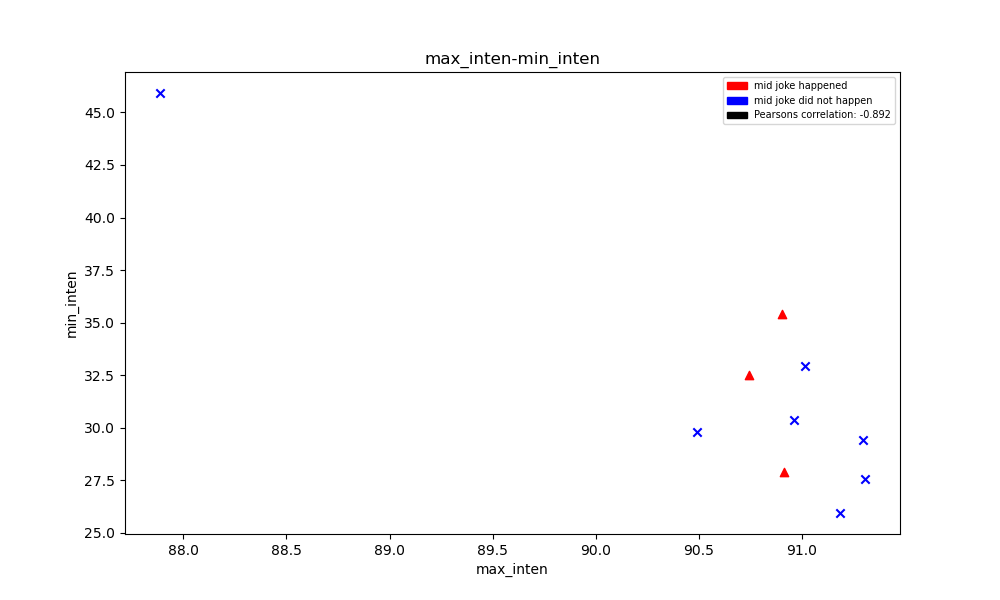 max_inten-min_inten
mid joke happened
mid joke did not happen
Pearsons correlation: -0.892
45.0
42.5
40.0
37.5
35.0
32.5
30.0
27.5
25.0
min_inten
88.0 88.5 89.0 89.5 90.0 90.5 91.0
max_inten